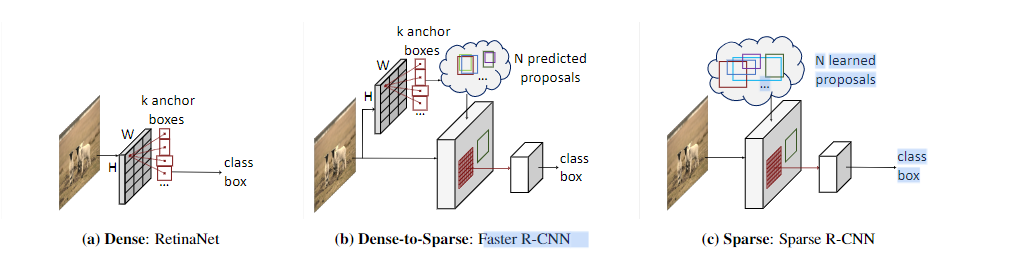 k anchor
boxes
W
H
...
class
box
(a) Dense: RetinaNet
k anchor
boxes
W
H
...
...
N predicted
proposals
class
box
(b) Dense-to-Sparse: Faster R-CNN
...
N learned
proposals
class
box
(c) Sparse: Sparse R-CNN